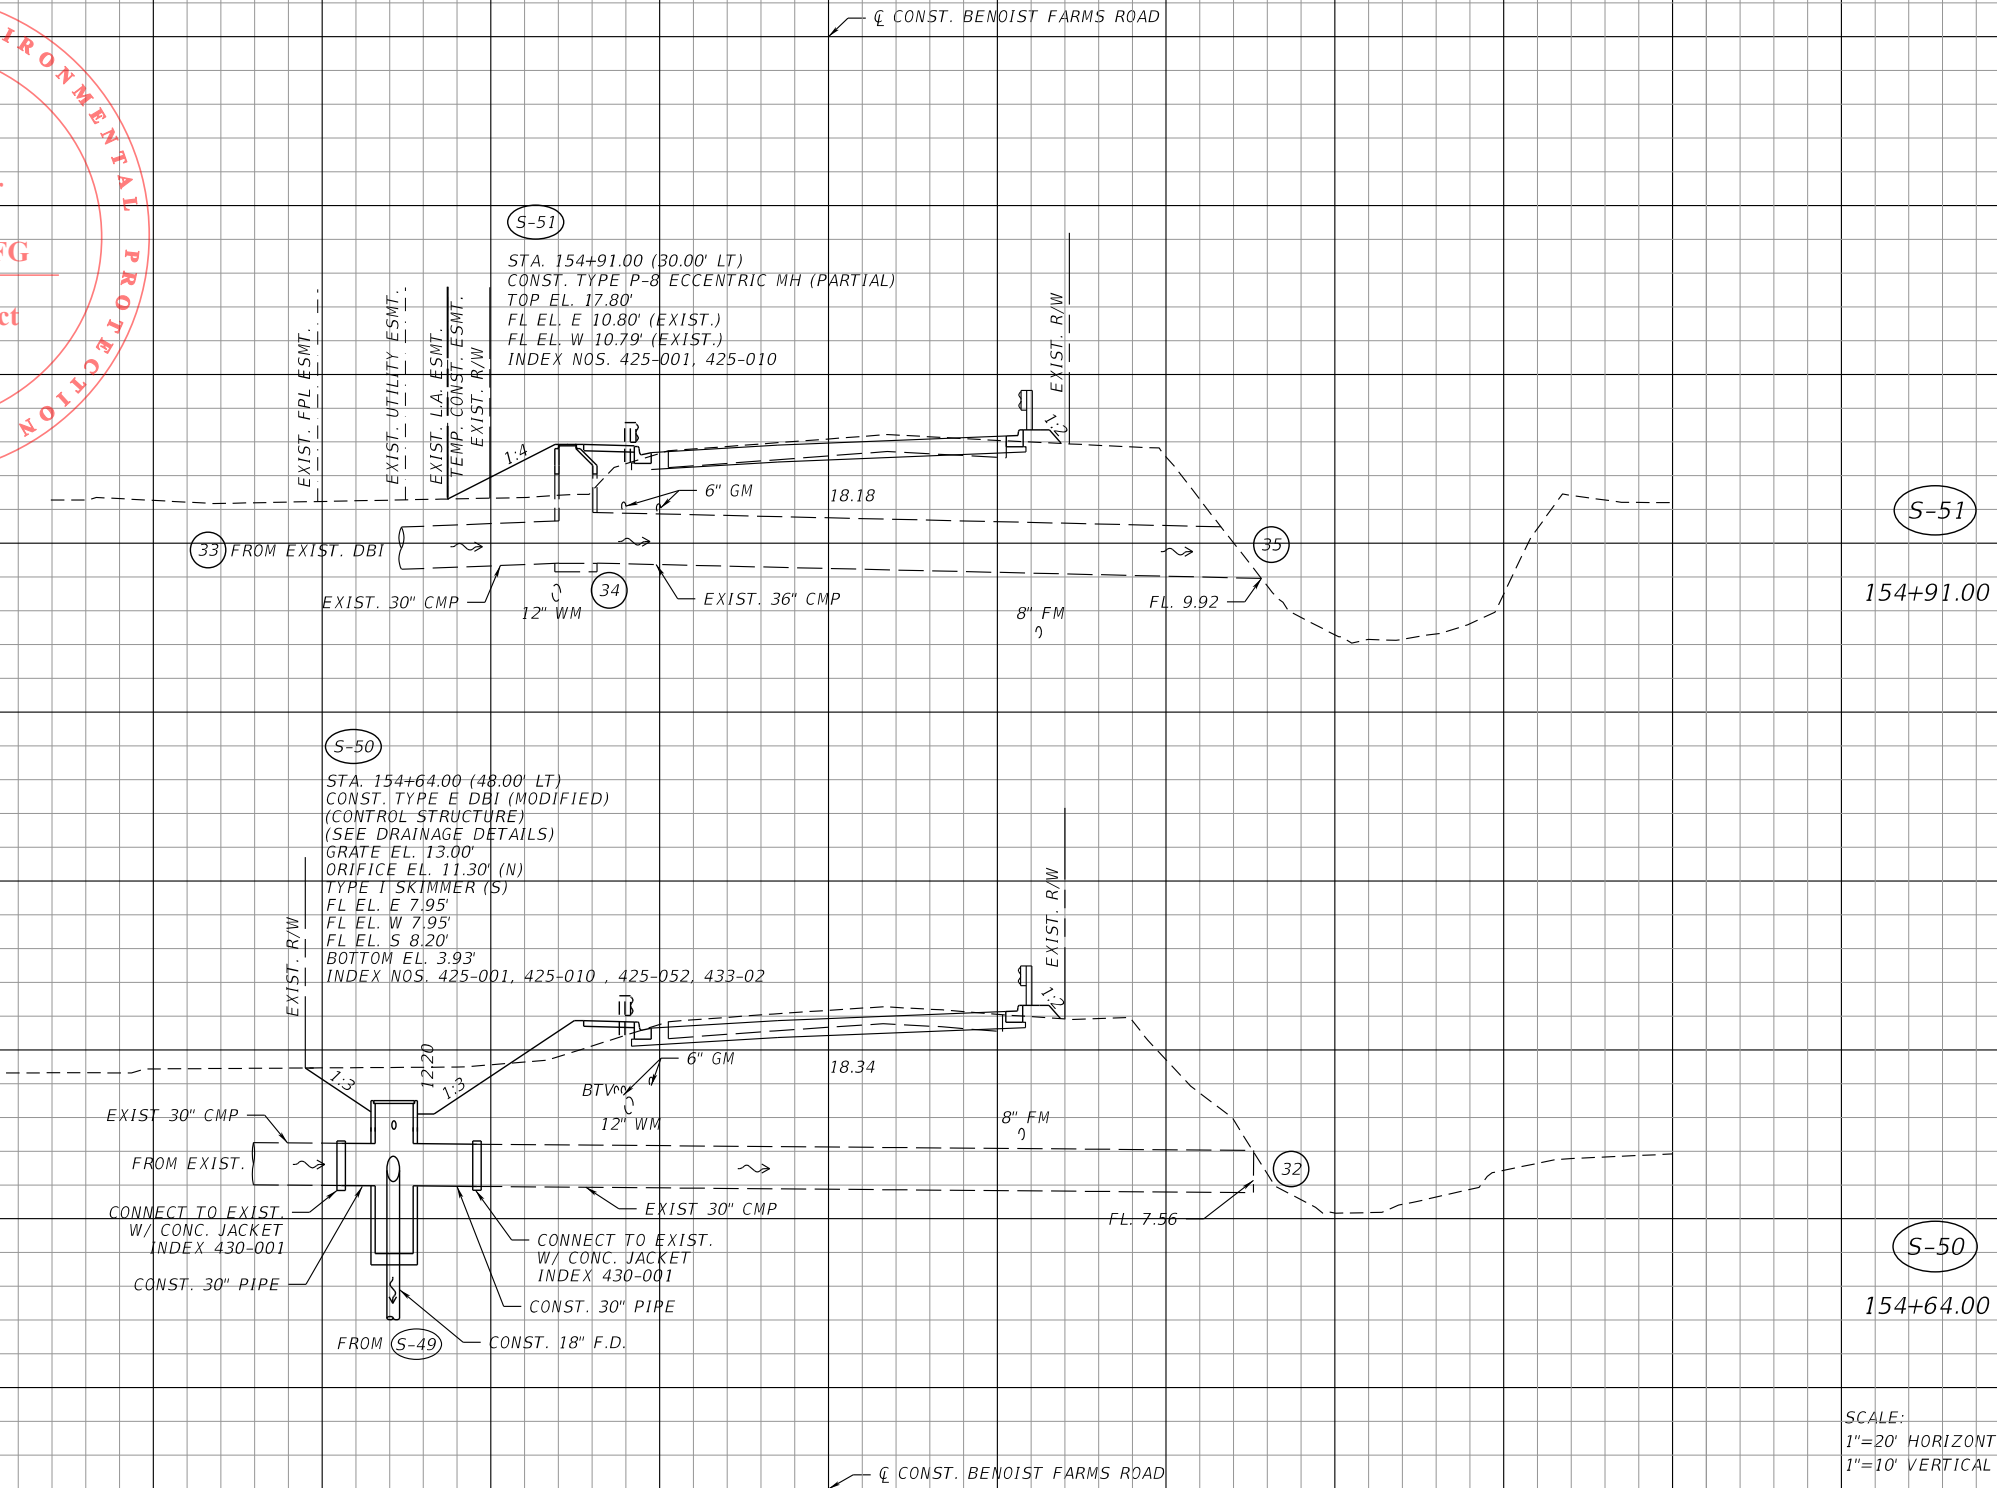 ℄ CONST. BENOIST FARMS ROAD
IRONMENTAL PROTECTION
FG
ct
S-51
STA. 154+91.00 (30.00' LT)
CONST. TYPE P-8 ECCENTRIC MH (PARTIAL)
TOP EL. 17.80'
FL EL. E 10.80' (EXIST.)
FL EL. W 10.79' (EXIST.)
INDEX NOS. 425-001, 425-010
EXIST. FPL ESMT.
EXIST. UTILITY ESMT.
EXIST. L.A. ESMT.
TEMP. CONST. ESMT.
EXIST. R/W
EXIST. R/W
1:4
1:2
6" GM
18.18
33 FROM EXIST. DBI
35
EXIST. 30" CMP
34
12" WM
EXIST. 36" CMP
8" FM
FL. 9.92
S-51
154+91.00
S-50
STA. 154+64.00 (48.00' LT)
CONST. TYPE E DBI (MODIFIED)
(CONTROL STRUCTURE)
(SEE DRAINAGE DETAILS)
GRATE EL. 13.00'
ORIFICE EL. 11.30' (N)
TYPE I SKIMMER (S)
FL EL. E 7.95'
FL EL. W 7.95'
FL EL. S 8.20'
BOTTOM EL. 3.93'
INDEX NOS. 425-001, 425-010 , 425-052, 433-02
EXIST. R/W
EXIST. R/W
1:2
1:3
12.20
1:3
6" GM
18.34
BTV
12" WM
8" FM
EXIST 30" CMP
FROM EXIST.
32
CONNECT TO EXIST.
W/ CONC. JACKET
INDEX 430-001
EXIST 30" CMP
FL. 7.56
CONNECT TO EXIST.
W/ CONC. JACKET
INDEX 430-001
CONST. 30" PIPE
CONST. 30" PIPE
FROM S-49
CONST. 18" F.D.
S-50
154+64.00
SCALE:
1"=20' HORIZONT
1"=10' VERTICAL
℄ CONST. BENOIST FARMS ROAD